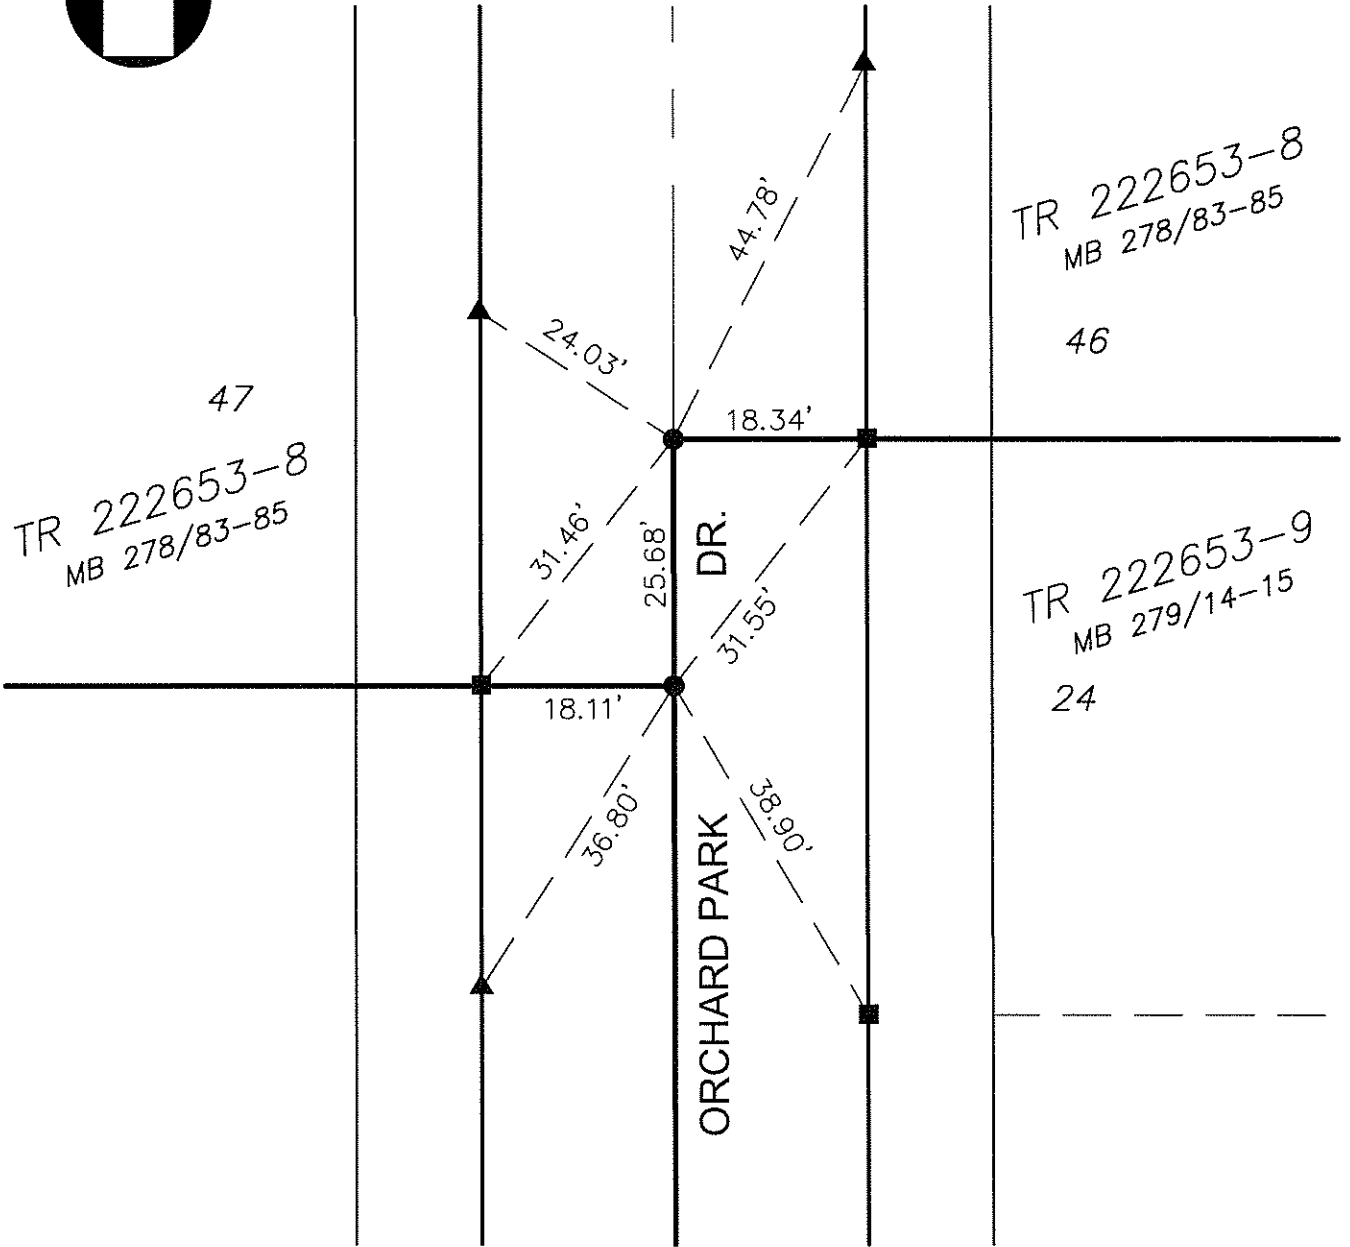 TR 222653-8
MB 278/83-85
44.78'
46
24.03'
47
18.34'
TR 222653-8
MB 278/83-85
31.46'
25.68'
DR.
31.55'
TR 222653-9
MB 279/14-15
24
18.11'
36.80'
38.90'
ORCHARD PARK